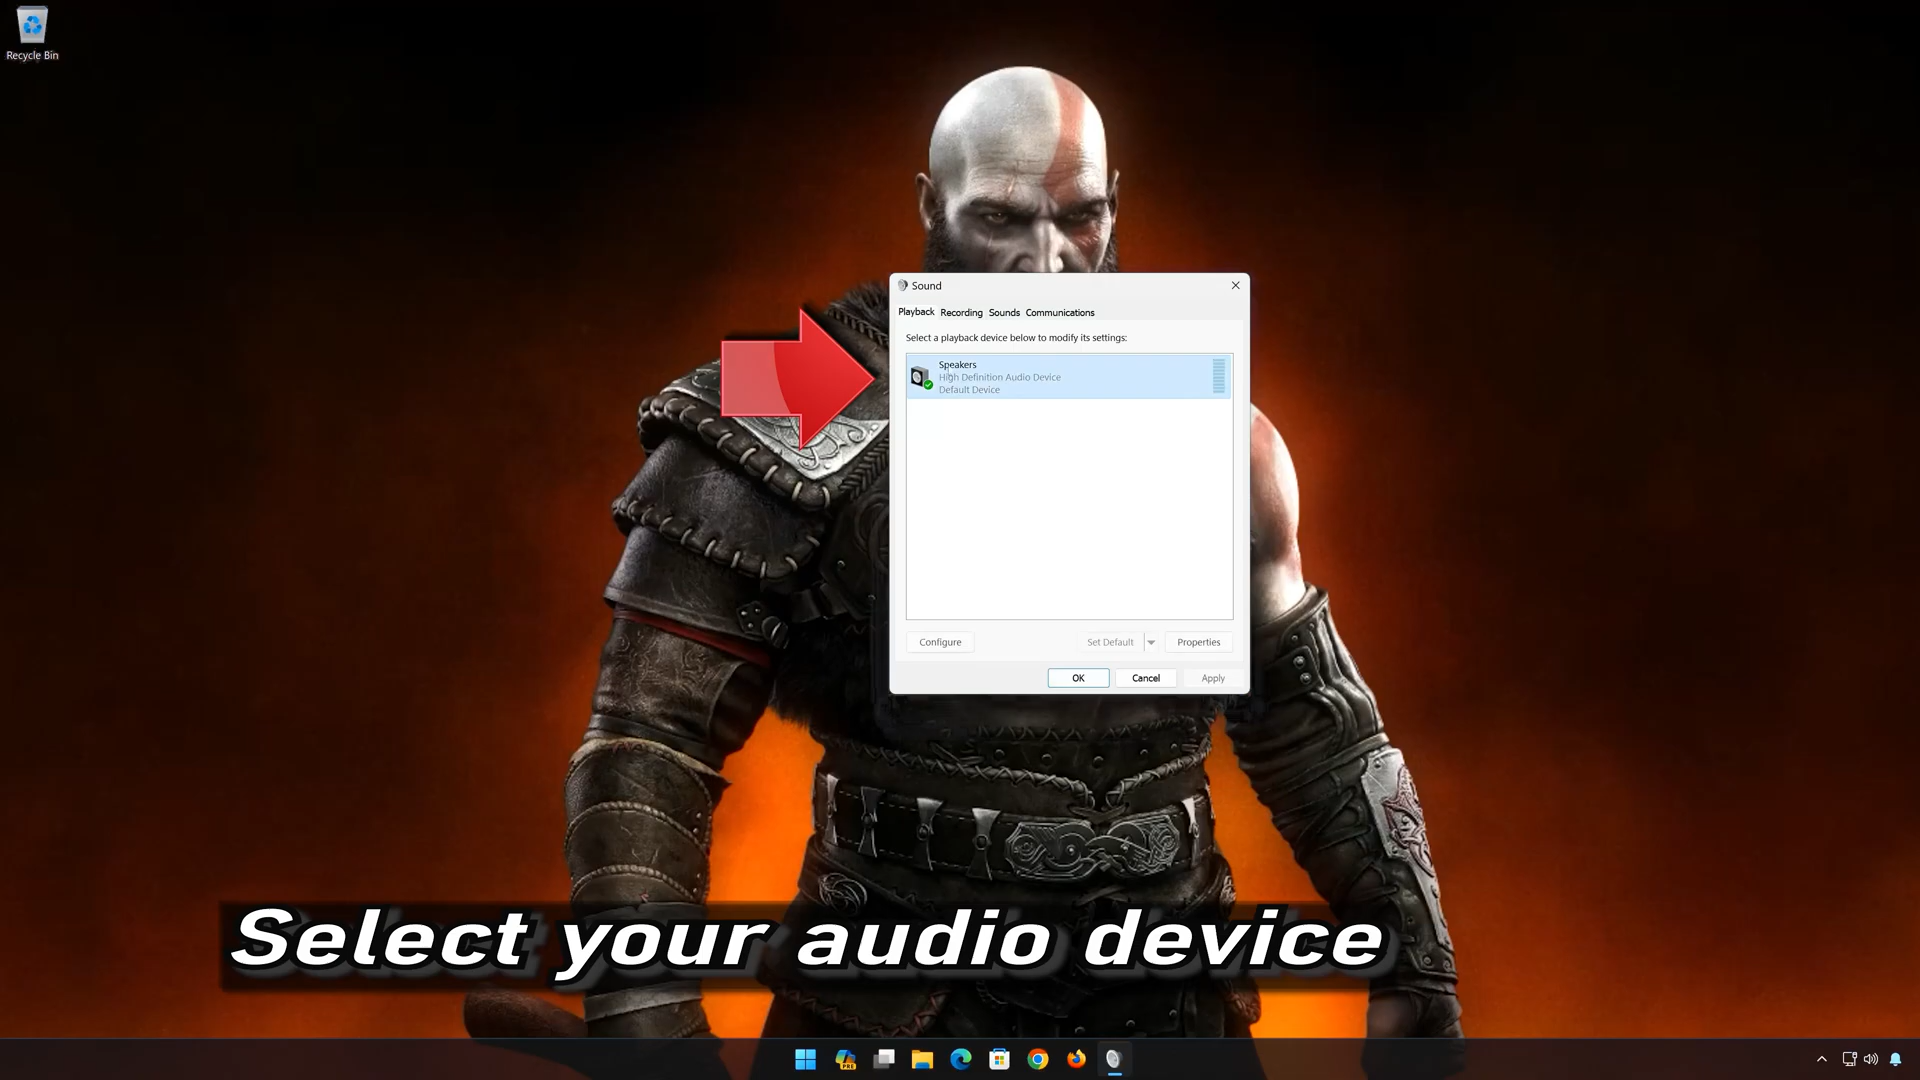 Recycle Bin
Sound
Playback Recording Sounds Communications
Select a playback device below to modify its settings:
Speakers
High Definition Audio Device
Default Device
Configure
Set Default
Properties
OK
Cancel
Apply
Select your audio device
PRE